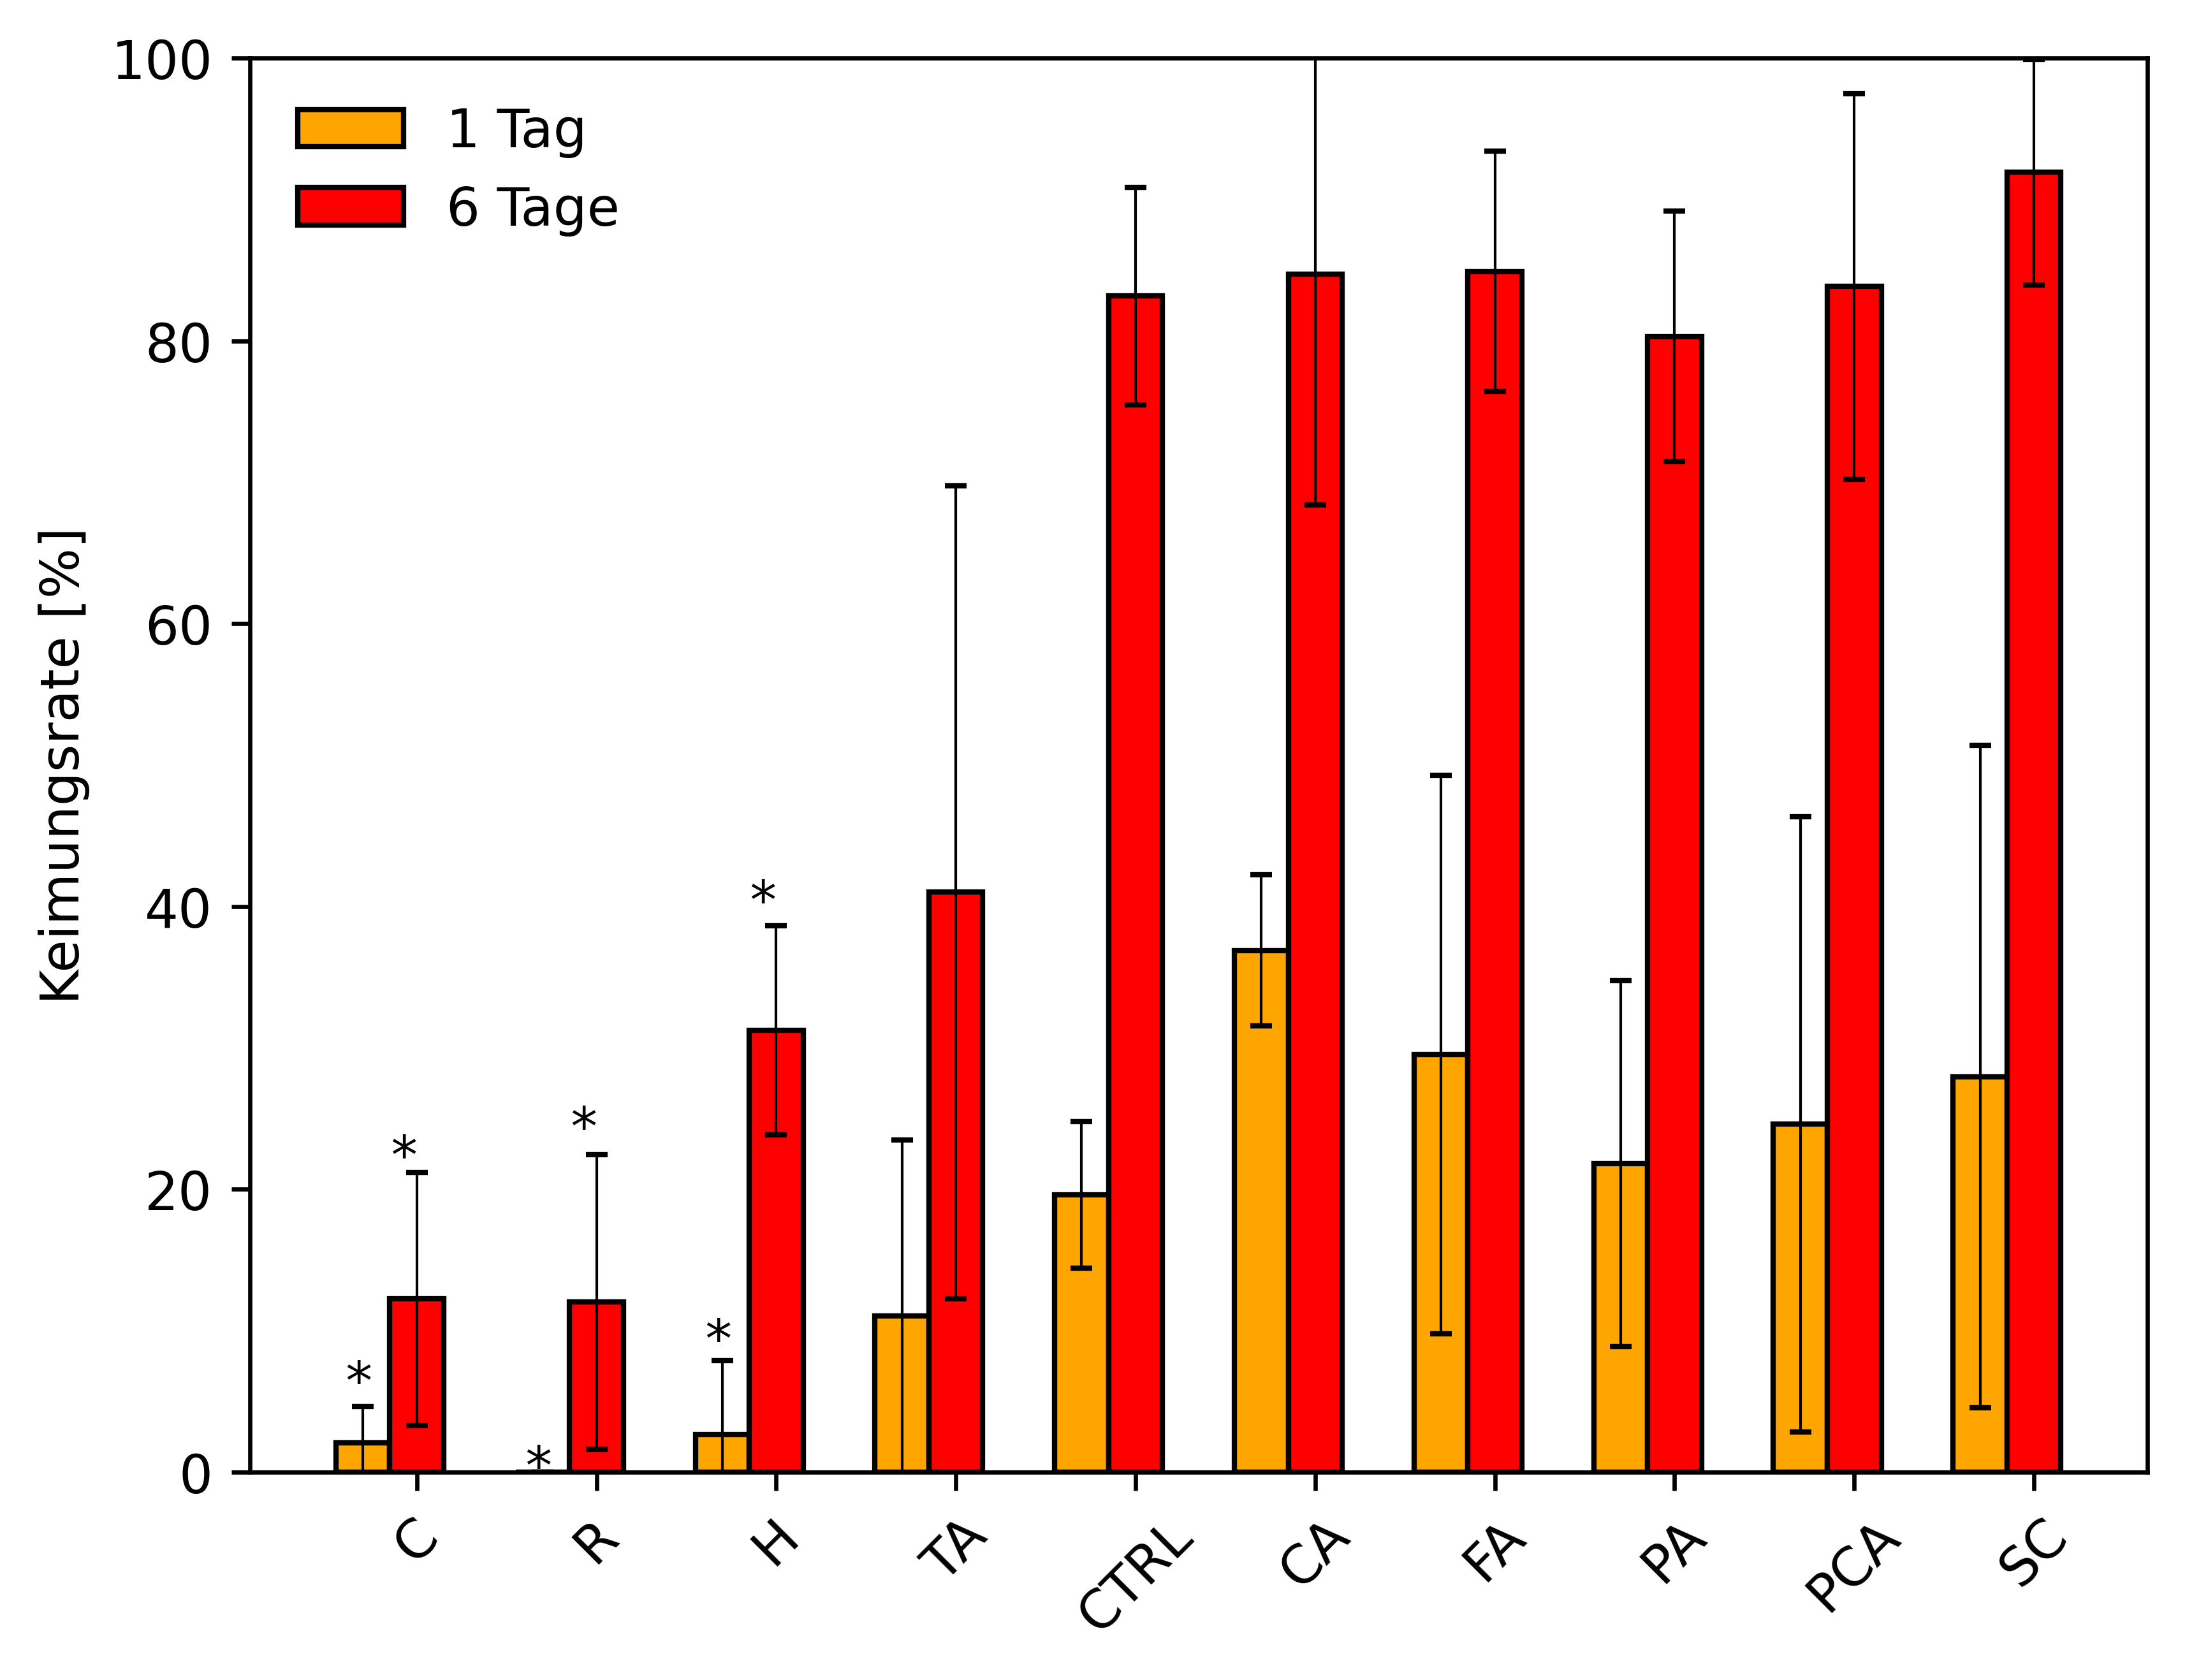 100
80
60
40
20
0
Keimungsrate [%]
1 Tag
6 Tage
*
*
*
*
*
*
C
R
H
TA
CTRL
CA
FA
PA
PCA
SC